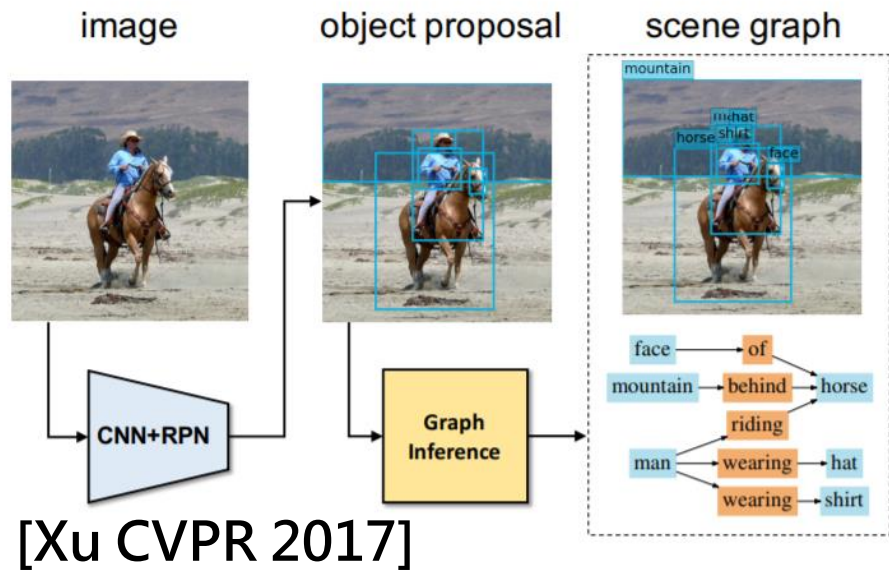 image
object proposal
scene graph
mountain
hat
shirt
horse
face
CNN+RPN
Graph
Inference
face of
mountain behind horse
riding
man wearing hat
wearing shirt
[Xu CVPR 2017]